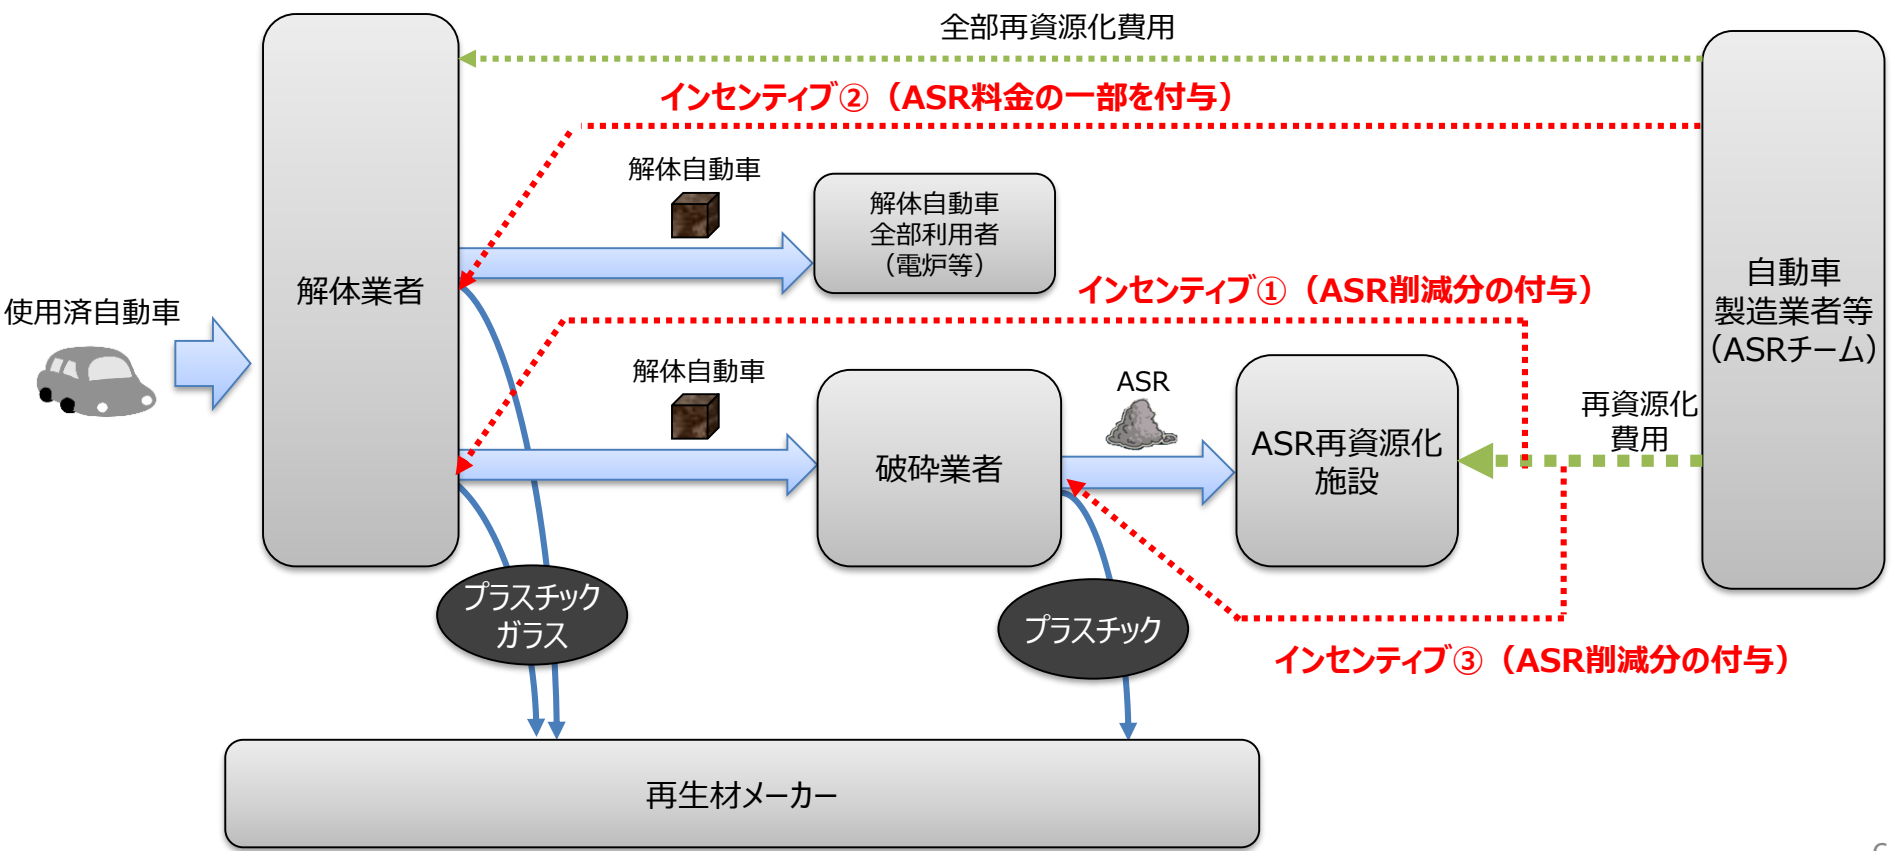 全部再資源化費用
インセンティブ②（ASR料金の一部を付与）
解体自動車
解体自動車
全部利用者
（電炉等）
解体業者
使用済自動車
インセンティブ①（ASR削減分の付与）
自動車
製造業者等
（ASRチーム）
解体自動車
ASR
再資源化
費用
破砕業者
ASR再資源化
施設
プラスチック
ガラス
プラスチック
インセンティブ③（ASR削減分の付与）
再生材メーカー